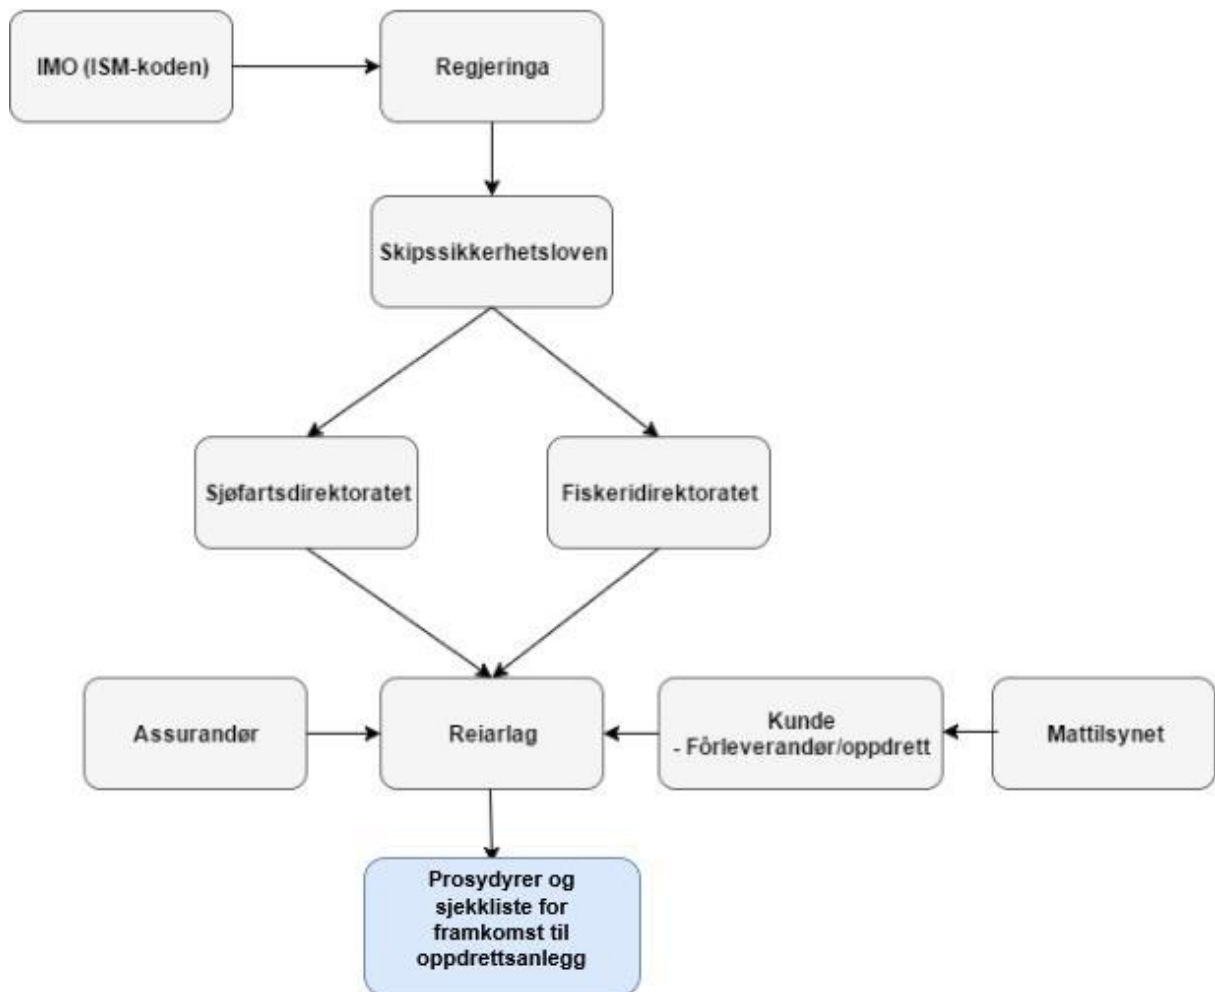 IMO (ISM-koden)
Regjeringa
Skipssikkerhetsloven
Sjøfartsdirektoratet
Fiskeridirektoratet
Assurandør
Reiarlag
Kunde
- Fôrleverandør/oppdrett
Mattilsynet
Prosydyrer og
sjekkliste for
framkomst til
oppdrettsanlegg